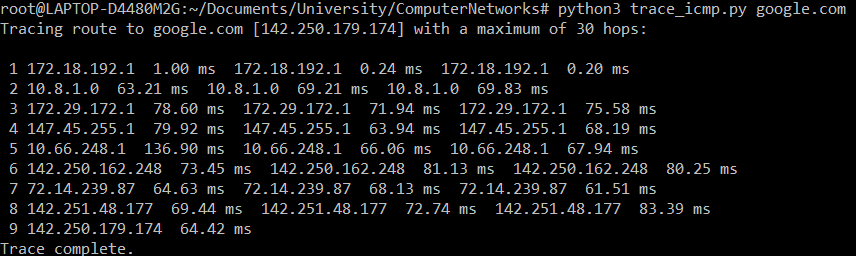 root@LAPTOP-D4480M2G:~/Documents/University/ComputerNetworks# python3 trace_icmp.py google.com
Tracing route to google.com [142.250.179.174] with a maximum of 30 hops:

 1 172.18.192.1  1.00 ms  172.18.192.1  0.24 ms  172.18.192.1  0.20 ms
 2 10.8.1.0  63.21 ms  10.8.1.0  69.21 ms  10.8.1.0  69.83 ms
 3 172.29.172.1  78.60 ms  172.29.172.1  71.94 ms  172.29.172.1  75.58 ms
 4 147.45.255.1  79.92 ms  147.45.255.1  63.94 ms  147.45.255.1  68.19 ms
 5 10.66.248.1  136.90 ms  10.66.248.1  66.06 ms  10.66.248.1  67.94 ms
 6 142.250.162.248  73.45 ms  142.250.162.248  81.13 ms  142.250.162.248  80.25 ms
 7 72.14.239.87  64.63 ms  72.14.239.87  68.13 ms  72.14.239.87  61.51 ms
 8 142.251.48.177  69.44 ms  142.251.48.177  72.74 ms  142.251.48.177  83.39 ms
 9 142.250.179.174  64.42 ms
Trace complete.